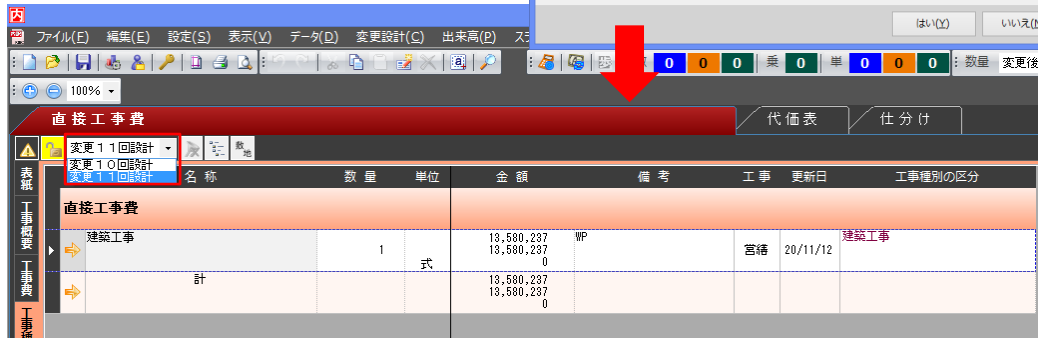 はい(Y) いいえ(N
ファイル(F) 編集(E) 設定(S) 表示(V) データ(D) 変更設計(C) 出来高(P)
0 0 0 乗 0 単 0 0 0 数量 変更後
100%
直接工事費 代価表 仕分け
変更11回設計
変更10回設計
変更11回設計
敷地
名称 数量 単位 金額 備考 工事 更新日 工事種別の区分
表紙
工事概要
工事費
工事種
直接工事費
建築工事 1 式 13,580,237 WP 営繕 20/11/12 建築工事
13,580,237
0
計 13,580,237
13,580,237
0